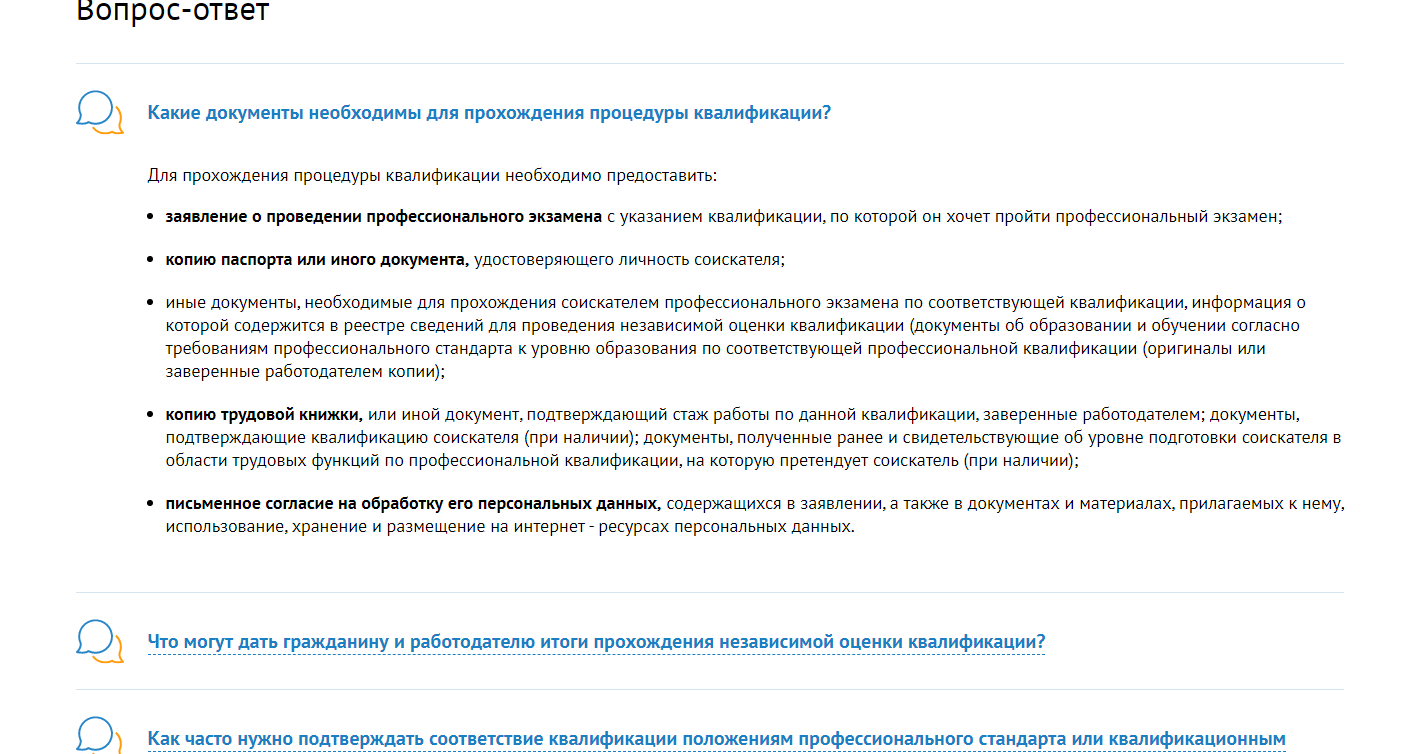 Вопрос-ответ
Какие документы необходимы для прохождения процедуры квалификации?
Для прохождения процедуры квалификации необходимо предоставить:
• заявление о проведении профессионального экзамена с указанием квалификации, по которой он хочет пройти профессиональный экзамен;
• копию паспорта или иного документа, удостоверяющего личность соискателя;
• иные документы, необходимые для прохождения соискателем профессионального экзамена по соответствующей квалификации, информация о
которой содержится в реестре сведений для проведения независимой оценки квалификации (документы об образовании и обучении согласно
требованиям профессионального стандарта к уровню образования по соответствующей профессиональной квалификации (оригиналы или
заверенные работодателем копии);
• копию трудовой книжки, или иной документ, подтверждающий стаж работы по данной квалификации, заверенные работодателем; документы,
подтверждающие квалификацию соискателя (при наличии); документы, полученные ранее и свидетельствующие об уровне подготовки соискателя в
области трудовых функций по профессиональной квалификации, на которую претендует соискатель (при наличии);
• письменное согласие на обработку его персональных данных, содержащихся в заявлении, а также в документах и материалах, прилагаемых к нему,
использование, хранение и размещение на интернет - ресурсах персональных данных.
Что могут дать гражданину и работодателю итоги прохождения независимой оценки квалификации?
Как часто нужно подтверждать соответствие квалификации положениям профессионального стандарта или квалификационным